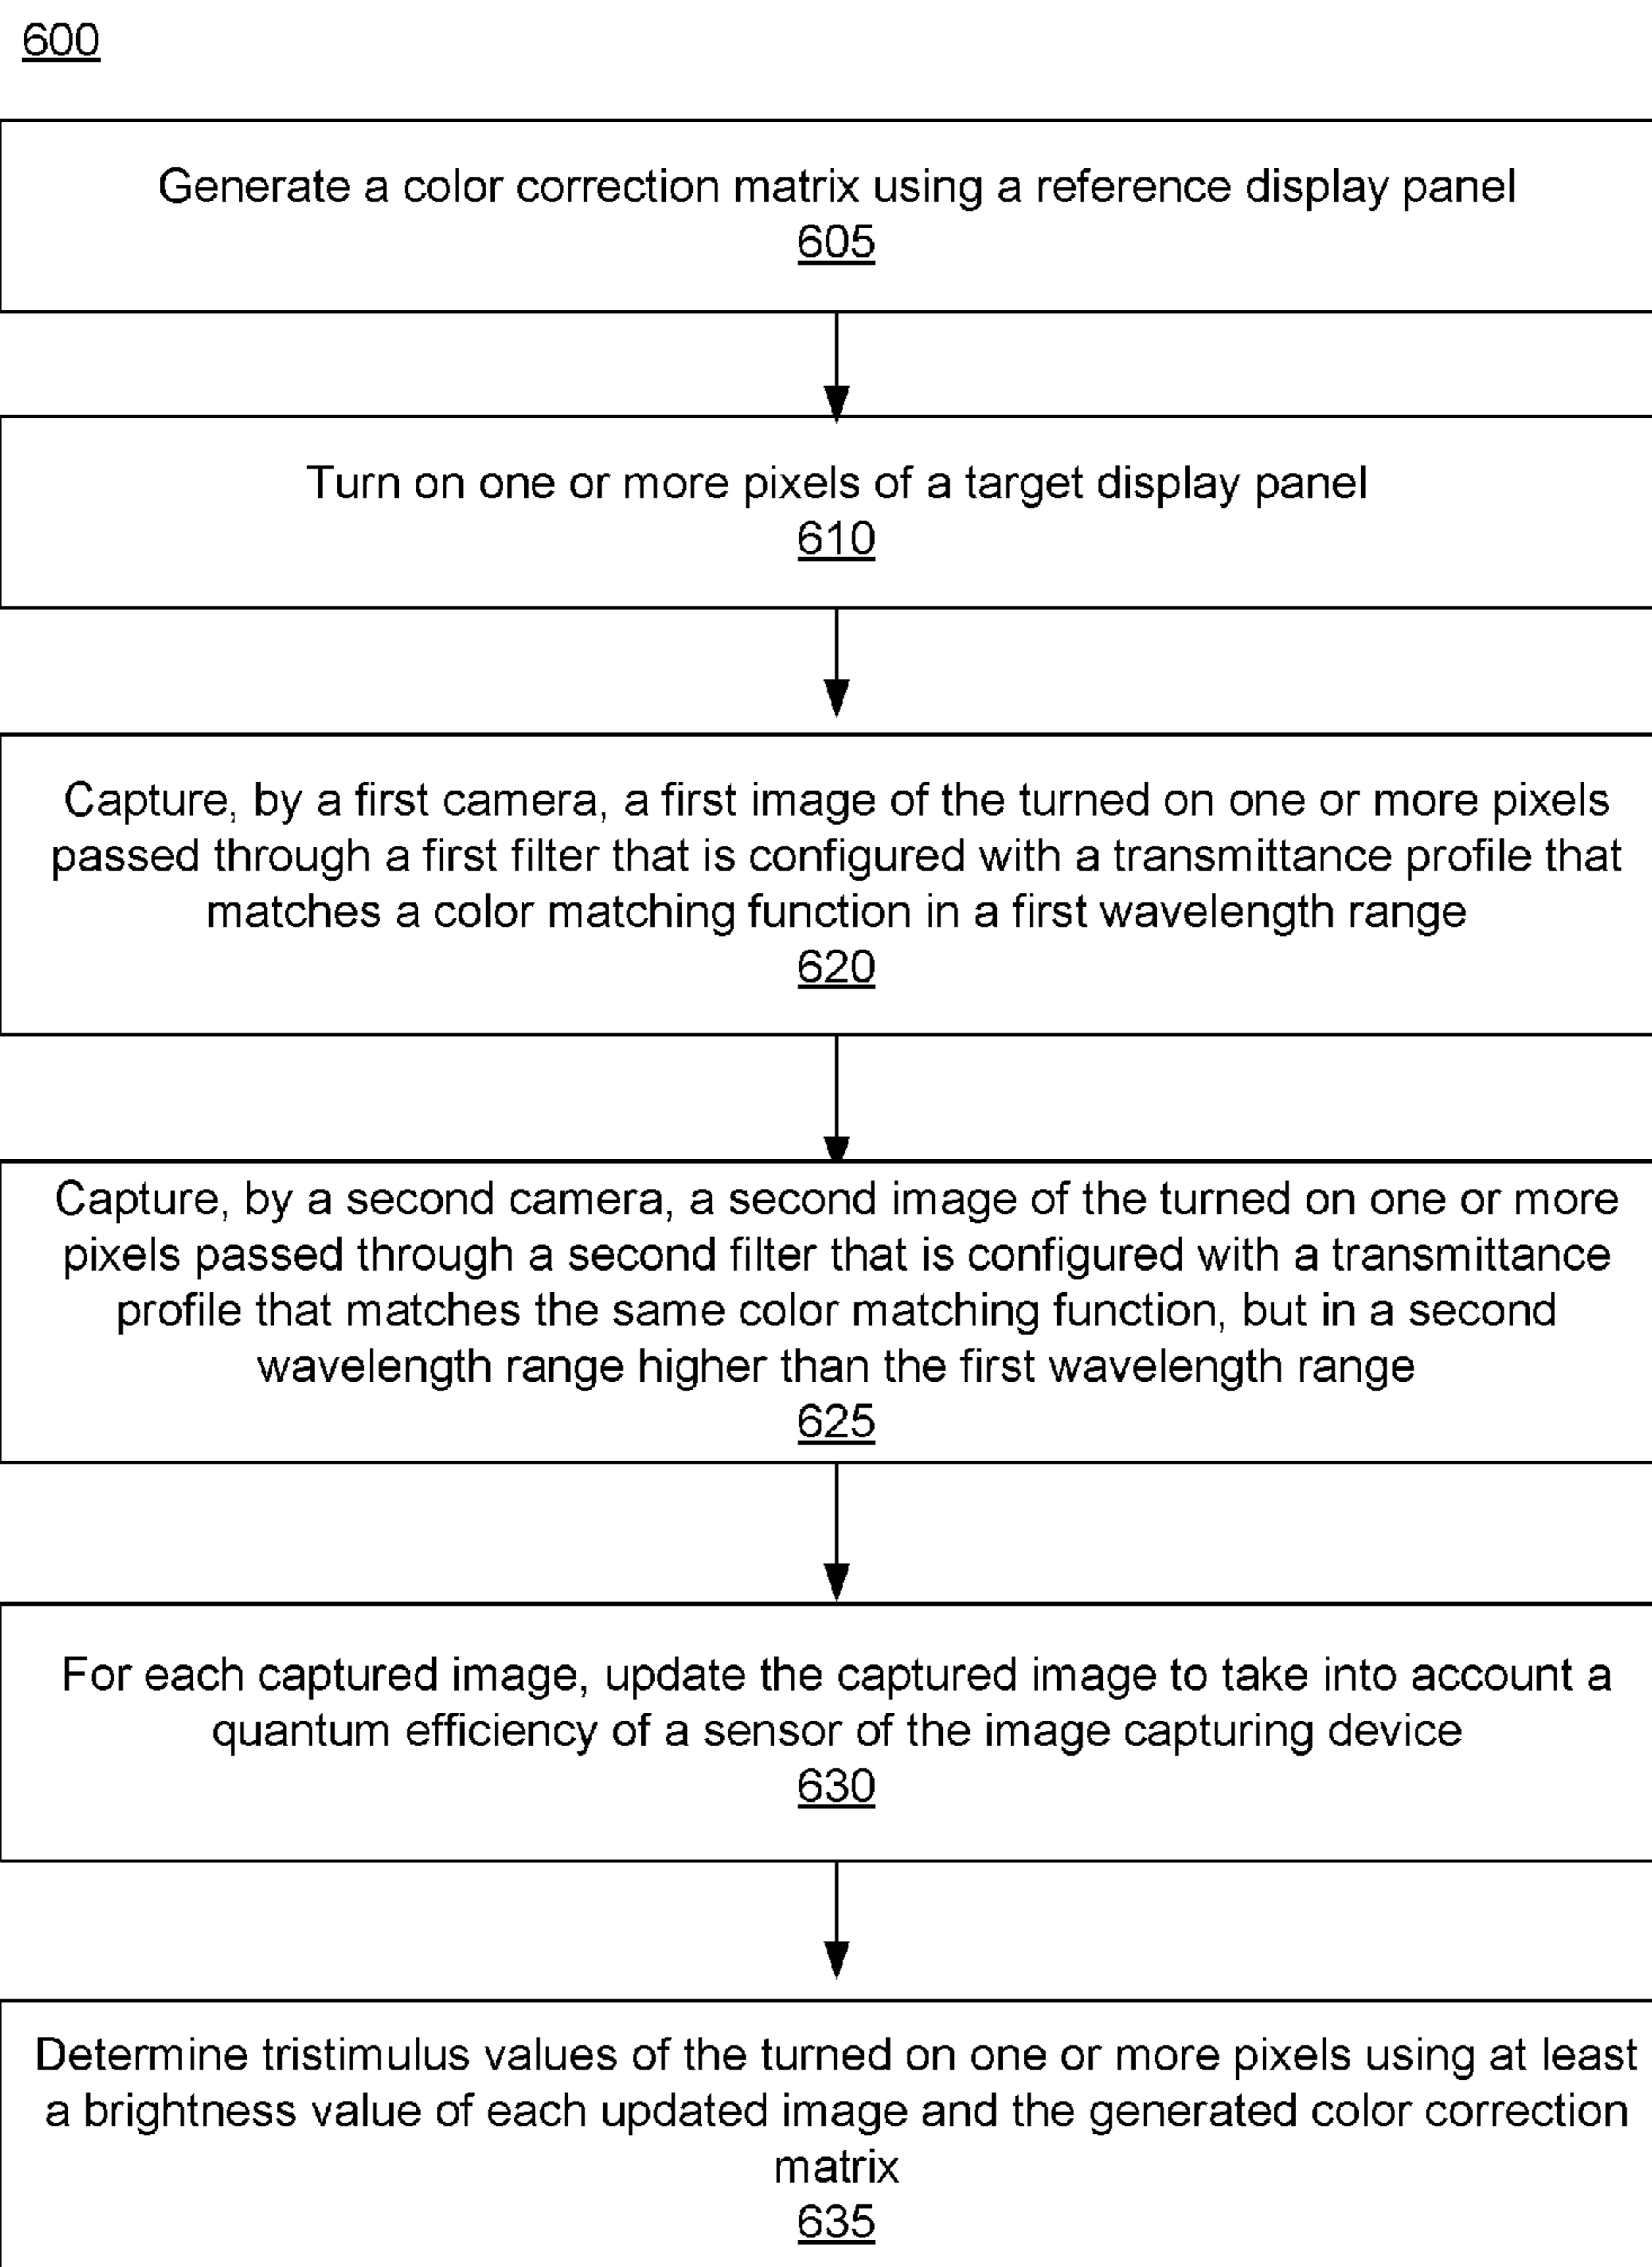 600
Generate a color correction matrix using a reference display panel
605
Turn on one or more pixels of a target display panel
610
Capture, by a first camera, a first image of the turned on one or more pixels
passed through a first filter that is configured with a transmittance profile that
matches a color matching function in a first wavelength range
620
Capture, by a second camera, a second image of the turned on one or more
pixels passed through a second filter that is configured with a transmittance
profile that matches the same color matching function, but in a second
wavelength range higher than the first wavelength range
625
For each captured image, update the captured image to take into account a
quantum efficiency of a sensor of the image capturing device
630
Determine tristimulus values of the turned on one or more pixels using at least
a brightness value of each updated image and the generated color correction
matrix
635